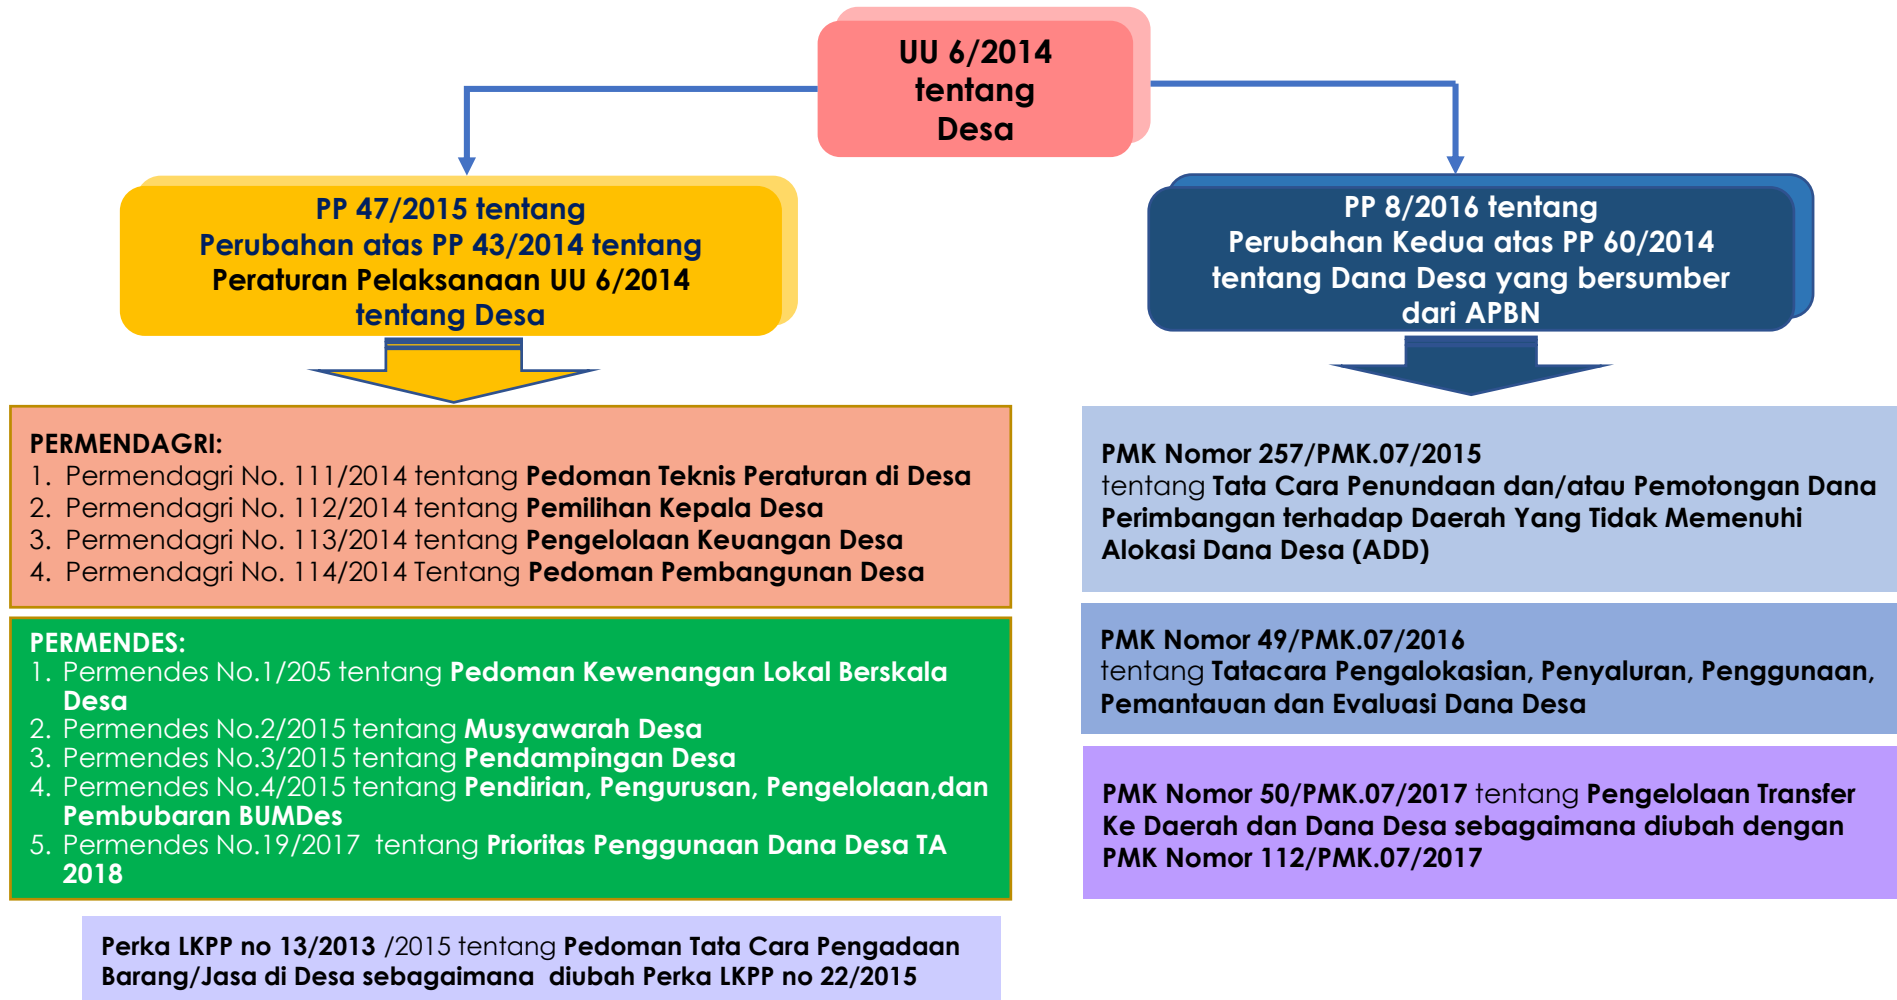 UU 6/2014
tentang
Desa
PP 47/2015 tentang
Perubahan atas PP 43/2014 tentang
Peraturan Pelaksanaan UU 6/2014
tentang Desa
PP 8/2016 tentang
Perubahan Kedua atas PP 60/2014
tentang Dana Desa yang bersumber
dari APBN
PERMENDAGRI:
1. Permendagri No. 111/2014 tentang Pedoman Teknis Peraturan di Desa
2. Permendagri No. 112/2014 tentang Pemilihan Kepala Desa
3. Permendagri No. 113/2014 tentang Pengelolaan Keuangan Desa
4. Permendagri No. 114/2014 Tentang Pedoman Pembangunan Desa
PERMENDES:
1. Permendes No.1/205 tentang Pedoman Kewenangan Lokal Berskala
Desa
2. Permendes No.2/2015 tentang Musyawarah Desa
3. Permendes No.3/2015 tentang Pendampingan Desa
4. Permendes No.4/2015 tentang Pendirian, Pengurusan, Pengelolaan,dan
Pembubaran BUMDes
5. Permendes No.19/2017 tentang Prioritas Penggunaan Dana Desa TA
2018
Perka LKPP no 13/2013 /2015 tentang Pedoman Tata Cara Pengadaan
Barang/Jasa di Desa sebagaimana diubah Perka LKPP no 22/2015
PMK Nomor 257/PMK.07/2015
tentang Tata Cara Penundaan dan/atau Pemotongan Dana
Perimbangan terhadap Daerah Yang Tidak Memenuhi
Alokasi Dana Desa (ADD)
PMK Nomor 49/PMK.07/2016
tentang Tatacara Pengalokasian, Penyaluran, Penggunaan,
Pemantauan dan Evaluasi Dana Desa
PMK Nomor 50/PMK.07/2017 tentang Pengelolaan Transfer
Ke Daerah dan Dana Desa sebagaimana diubah dengan
PMK Nomor 112/PMK.07/2017